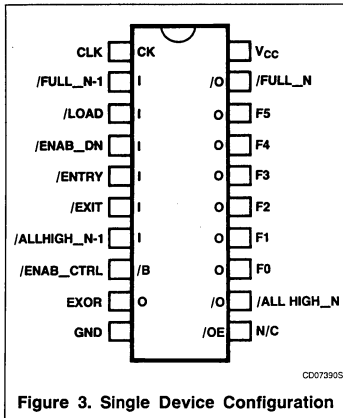 CLK CK VCC
/FULL_N-1 I /O /FULL_N
/LOAD I O F5
/ENAB_DN I O F4
/ENTRY I O F3
/EXIT I O F2
/ALLHIGH_N-1 I O F1
/ENAB_CTRL /B O F0
EXOR O /O /ALL HIGH_N
GND /OE N/C
CD07390S
Figure 3. Single Device Configuration